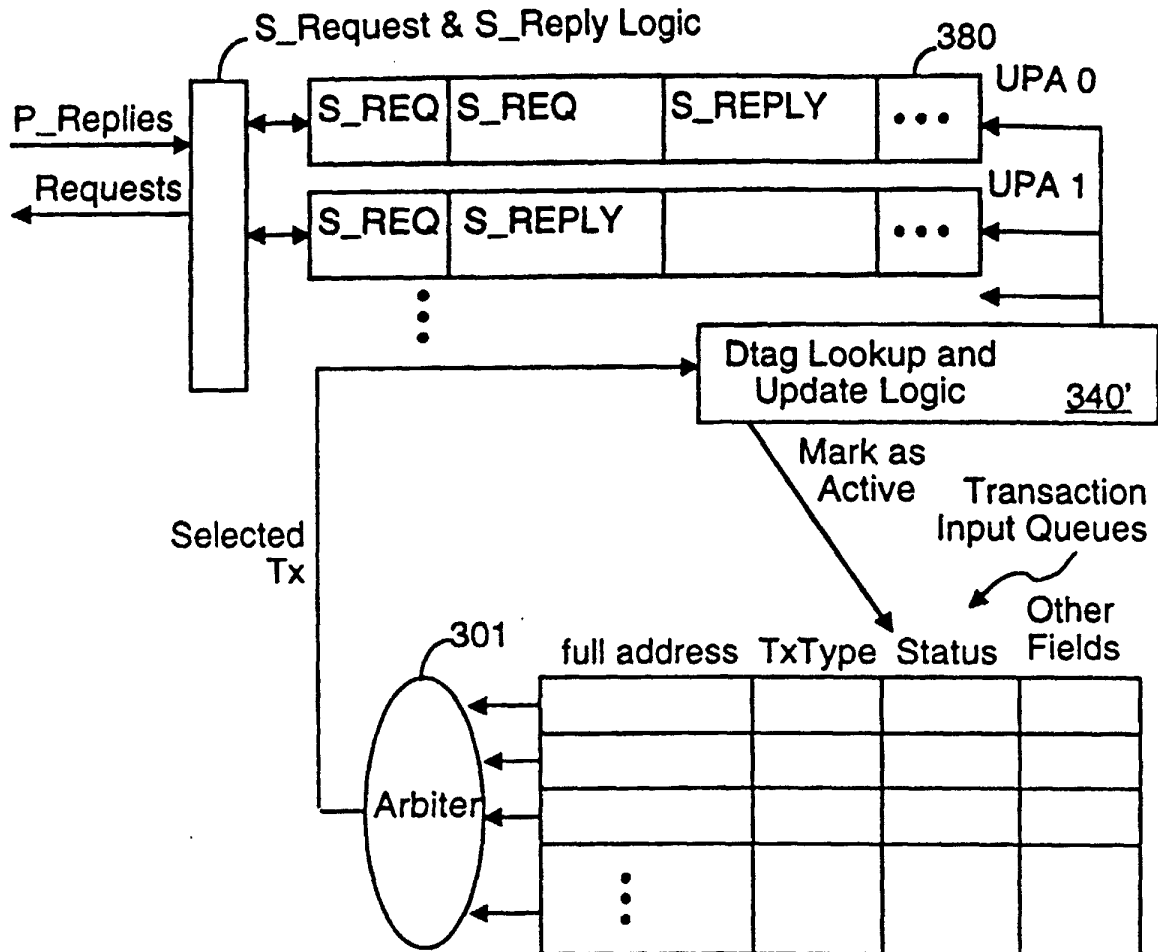 S_Request & S_Reply Logic
380
UPA 0
S_REQ S_REQ S_REPLY •••
P_Replies
Requests
UPA 1
S_REQ S_REPLY •••
Dtag Lookup and
Update Logic 340'
Mark as
Active
Transaction
Input Queues
Selected
Tx
301
full address TxType Status Other
Fields
Arbiter